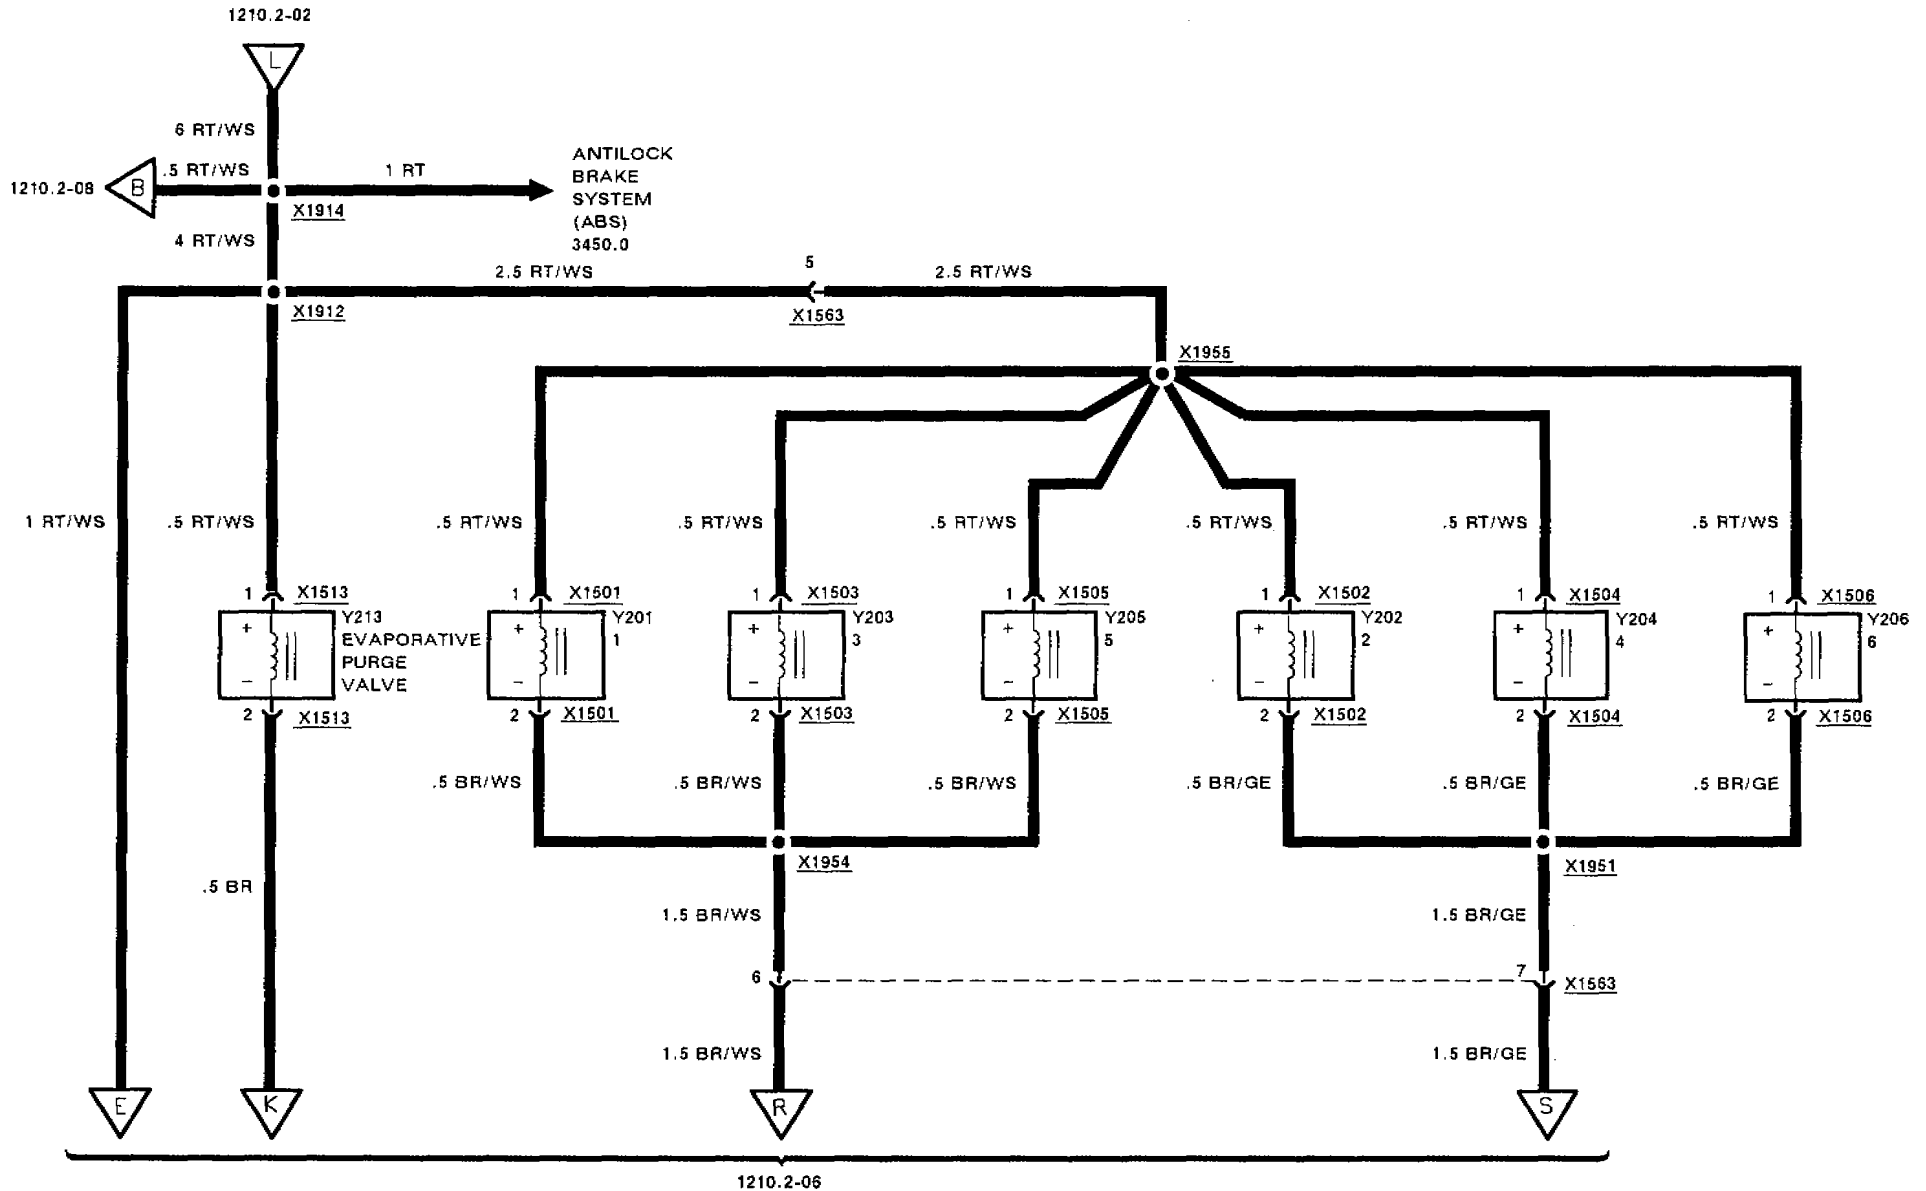 1210.2-02
L
6 RT/WS
.5 RT/WS
1 RT
1210.2-08
B
X1914
ANTILOCK
BRAKE
SYSTEM
(ABS)
3450.0
4 RT/WS
2.5 RT/WS
5
2.5 RT/WS
X1912
X1563
X1955
1 RT/WS
.5 RT/WS
.5 RT/WS
.5 RT/WS
.5 RT/WS
.5 RT/WS
.5 RT/WS
.5 RT/WS
1 X1513
1 X1501
1 X1503
1 X1505
1 X1502
1 X1504
1 X1506
+
-
Y213
EVAPORATIVE
PURGE
VALVE
+
-
Y201
1
+
-
Y203
3
+
-
Y205
5
+
-
Y202
2
+
-
Y204
4
+
-
Y206
6
2 X1513
2 X1501
2 X1503
2 X1505
2 X1502
2 X1504
2 X1506
.5 BR/WS
.5 BR/WS
.5 BR/WS
.5 BR/GE
.5 BR/GE
.5 BR/GE
X1954
X1951
.5 BR
1.5 BR/WS
1.5 BR/GE
6
7
X1563
1.5 BR/WS
1.5 BR/GE
E
K
R
S
1210.2-06